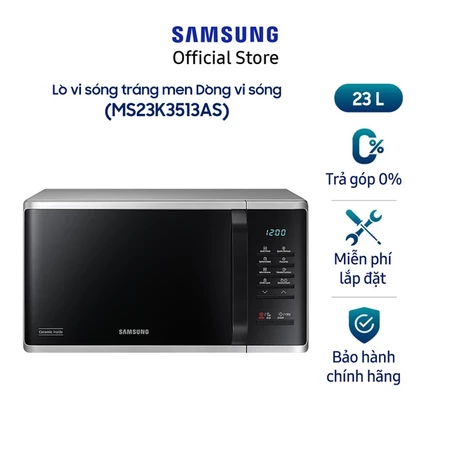 SAMSUNG
Official Store
Lò vi sóng tráng men Dòng vi sóng
(MS23K3513AS)
23 L
0%
Trả góp 0%
Miễn phí
lắp đặt
Bảo hành
chính hãng
1200
SAMSUNG
Ceramic Inside